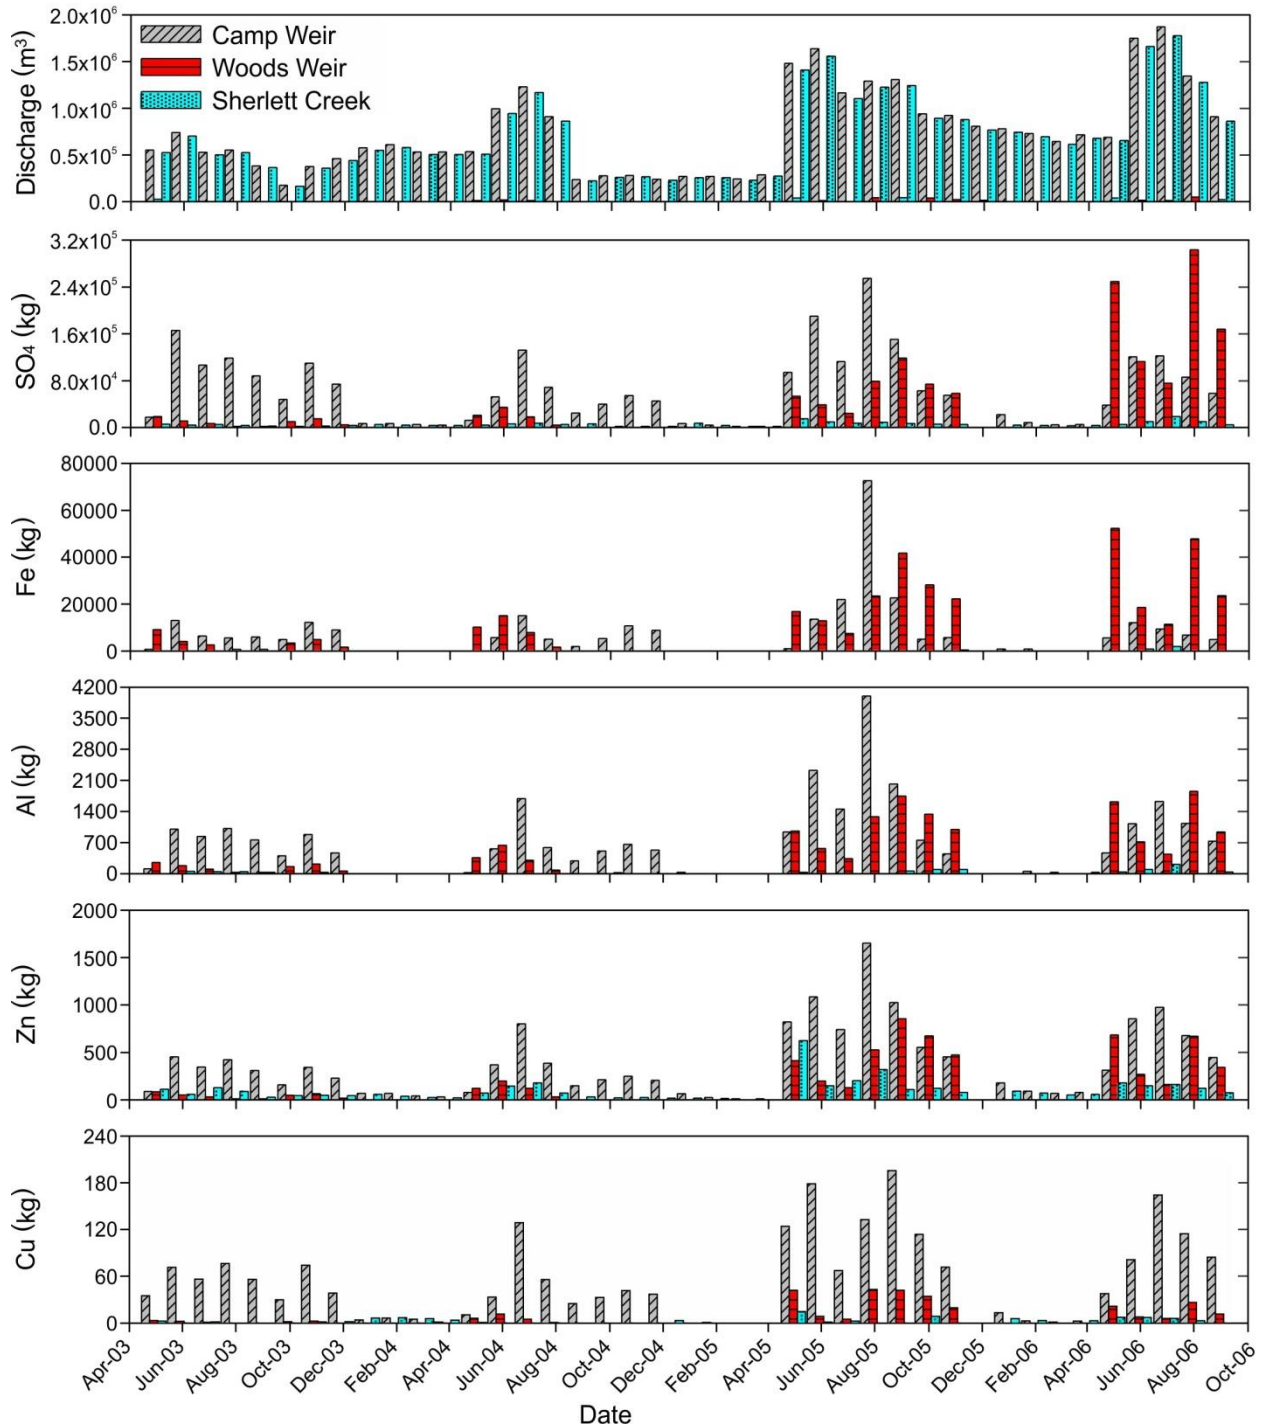 Discharge (m³)
2.0x10⁶
1.5x10⁶
1.0x10⁶
0.5x10⁶
0.0
Camp Weir
Woods Weir
Sherlett Creek
SO₄ (kg)
3.2x10⁵
2.4x10⁵
1.6x10⁵
8.0x10⁴
0.0
Fe (kg)
80000
60000
40000
20000
0
Al (kg)
4200
3500
2800
2100
1400
700
0
Zn (kg)
2000
1500
1000
500
0
Cu (kg)
240
180
120
60
0
Apr-03
Jun-03
Aug-03
Oct-03
Dec-03
Feb-04
Apr-04
Jun-04
Aug-04
Oct-04
Dec-04
Feb-05
Apr-05
Jun-05
Aug-05
Oct-05
Dec-05
Feb-06
Apr-06
Jun-06
Aug-06
Oct-06
Date